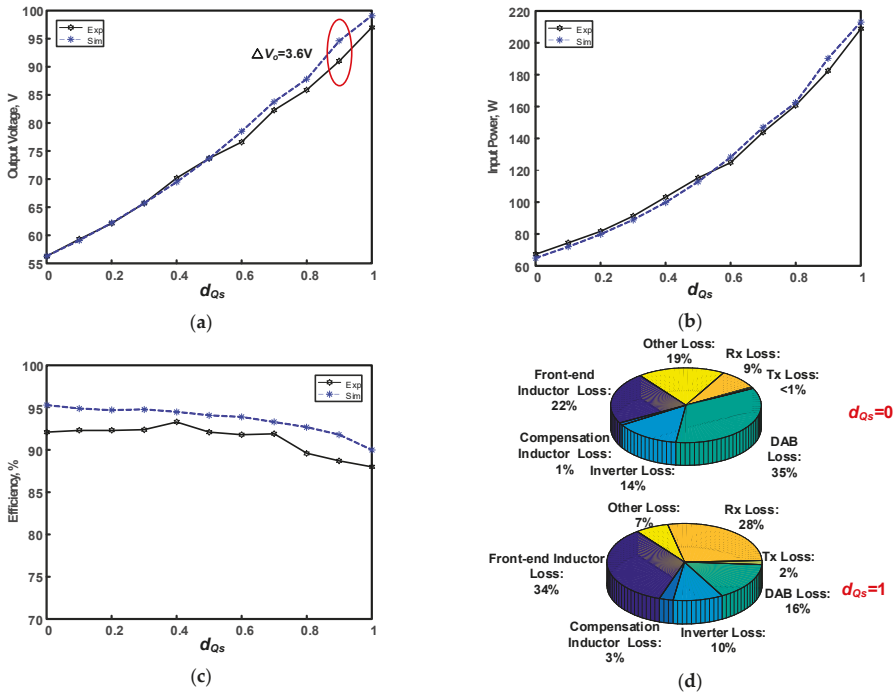 100
95
90
85
80
75
70
65
60
55
Output Voltage, V
Exp
Sim
△Vo=3.6V
0
0.2
0.4
0.6
0.8
1
dQs
(a)
220
200
180
160
140
120
100
80
60
Input Power, W
Exp
Sim
0
0.2
0.4
0.6
0.8
1
dQs
(b)
100
95
90
85
80
75
70
Efficiency, %
Exp
Sim
0
0.2
0.4
0.6
0.8
1
dQs
(c)
Other Loss:
19%
Rx Loss:
9%
Tx Loss:
<1%
Front-end
Inductor Loss:
22%
Compensation
Inductor Loss:
1%
Inverter Loss:
14%
DAB
Loss:
35%
dQs=0
Other Loss:
7%
Rx Loss:
28%
Front-end Inductor
Loss:
34%
Tx Loss:
2%
DAB Loss:
16%
Compensation
Inductor Loss:
3%
Inverter Loss:
10%
dQs=1
(d)